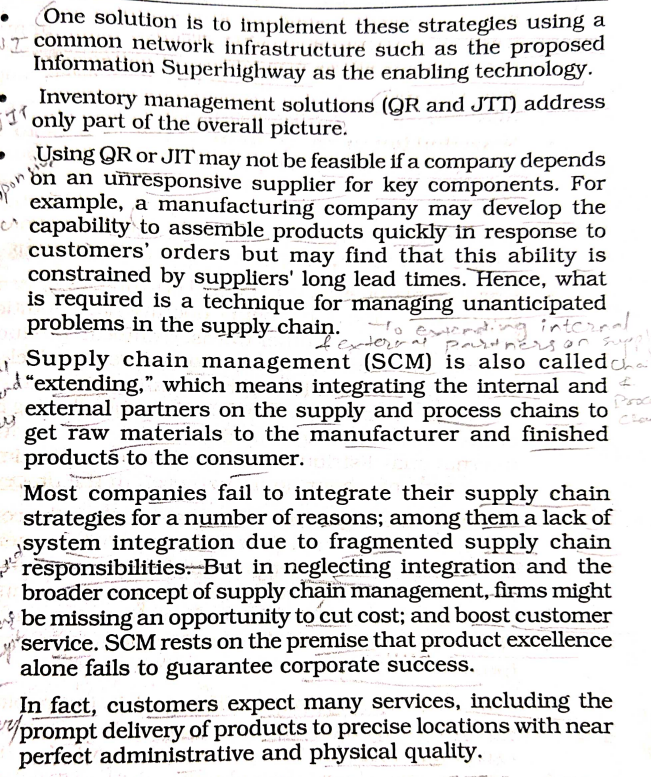 • One solution is to implement these strategies using a
common network infrastructure such as the proposed
Information Superhighway as the enabling technology.
• Inventory management solutions (QR and JTT) address
only part of the overall picture.
• Using QR or JIT may not be feasible if a company depends
on an unresponsive supplier for key components. For
example, a manufacturing company may develop the
capability to assemble products quickly in response to
customers' orders but may find that this ability is
constrained by suppliers' long lead times. Hence, what
is required is a technique for managing unanticipated
problems in the supply chain.
To extending internal
& external partners on supply
Supply chain management (SCM) is also called
"extending," which means integrating the internal and
external partners on the supply and process chains to
get raw materials to the manufacturer and finished
products to the consumer.
Most companies fail to integrate their supply chain
strategies for a number of reasons; among them a lack of
system integration due to fragmented supply chain
responsibilities. But in neglecting integration and the
broader concept of supply chain management, firms might
be missing an opportunity to cut cost; and boost customer
service. SCM rests on the premise that product excellence
alone fails to guarantee corporate success.
In fact, customers expect many services, including the
prompt delivery of products to precise locations with near
perfect administrative and physical quality.